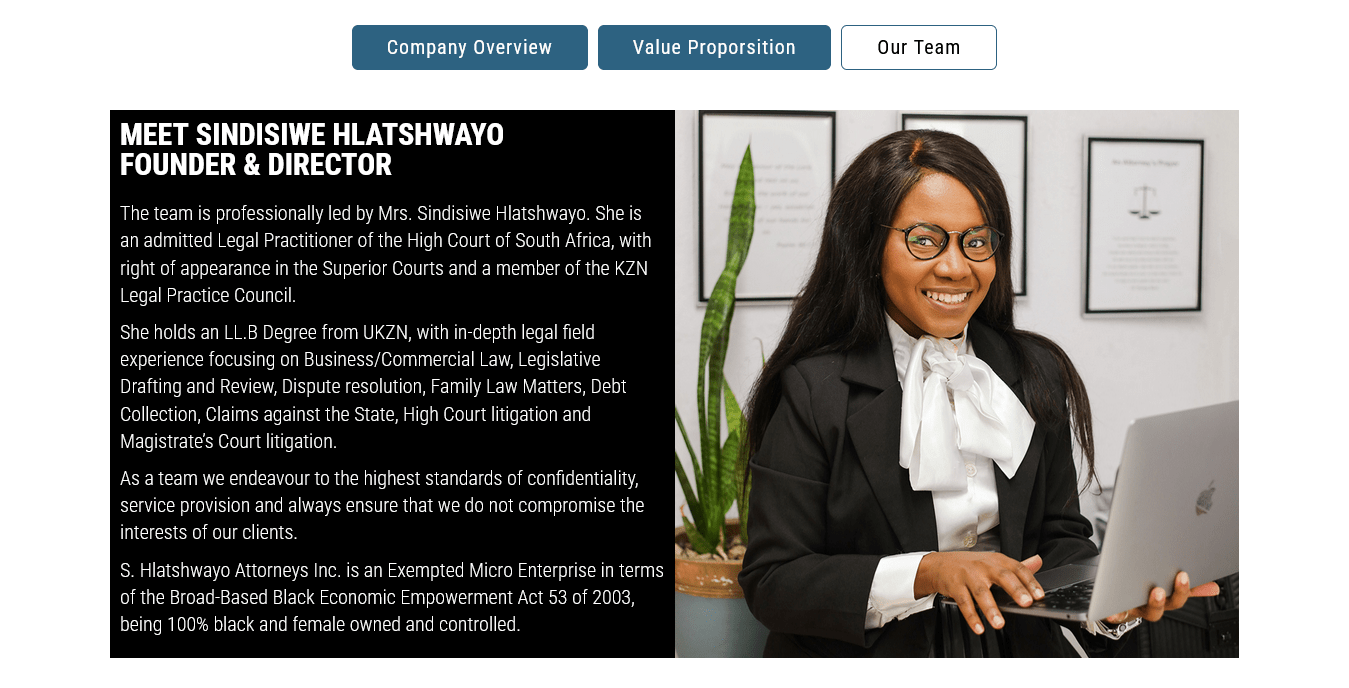 Company Overview
Value Proporsition
Our Team
MEET SINDISIWE HLATSHWAYO
FOUNDER & DIRECTOR
The team is professionally led by Mrs. Sindisiwe Hlatshwayo. She is
an admitted Legal Practitioner of the High Court of South Africa, with
right of appearance in the Superior Courts and a member of the KZN
Legal Practice Council.
She holds an LL.B Degree from UKZN, with in-depth legal field
experience focusing on Business/Commercial Law, Legislative
Drafting and Review, Dispute resolution, Family Law Matters, Debt
Collection, Claims against the State, High Court litigation and
Magistrate’s Court litigation.
As a team we endeavour to the highest standards of confidentiality,
service provision and always ensure that we do not compromise the
interests of our clients.
S. Hlatshwayo Attorneys Inc. is an Exempted Micro Enterprise in terms
of the Broad-Based Black Economic Empowerment Act 53 of 2003,
being 100% black and female owned and controlled.
An Attorney's Prayer